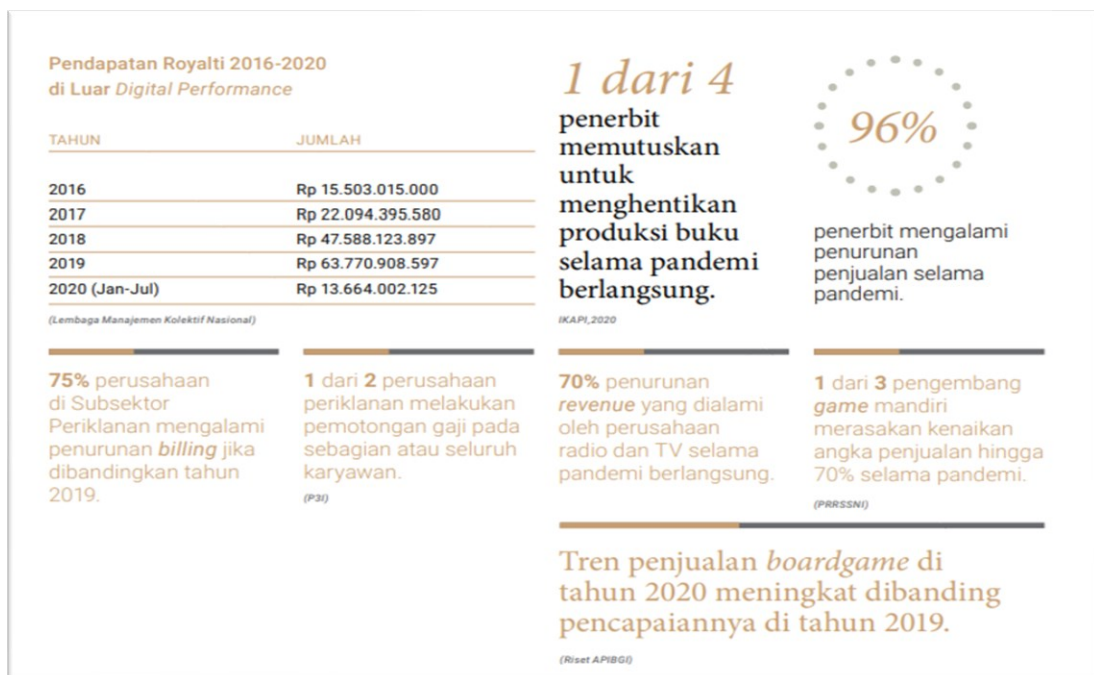 Pendapatan Royalti 2016-2020
di Luar Digital Performance
TAHUN JUMLAH
2016 Rp 15.503.015.000
2017 Rp 22.094.395.580
2018 Rp 47.588.123.897
2019 Rp 63.770.908.597
2020 (Jan-Jul) Rp 13.664.002.125
(Lembaga Manajemen Kolektif Nasional)
1 dari 4
penerbit
memutuskan
untuk
menghentikan
produksi buku
selama pandemi
berlangsung.
IKAPI,2020
96%
penerbit mengalami
penurunan
penjualan selama
pandemi.
75% perusahaan
di Subsektor
Periklanan mengalami
penurunan billing jika
dibandingkan tahun
2019.
1 dari 2 perusahaan
periklanan melakukan
pemotongan gaji pada
sebagian atau seluruh
karyawan.
(P3I)
70% penurunan
revenue yang dialami
oleh perusahaan
radio dan TV selama
pandemi berlangsung.
1 dari 3 pengembang
game mandiri
merasakan kenaikan
angka penjualan hingga
70% selama pandemi.
(PRRSSNI)
Tren penjualan boardgame di
tahun 2020 meningkat dibanding
pencapaiannya di tahun 2019.
(Riset APIBGI)